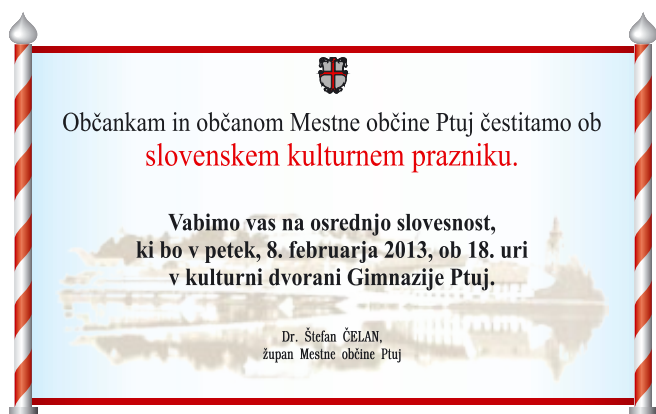 Občankam in občanom Mestne občine Ptuj čestitamo ob
slovenskem kulturnem prazniku.
Vabimo vas na osrednjo slovesnost,
ki bo v petek, 8. februarja 2013, ob 18. uri
v kulturni dvorani Gimnazije Ptuj.
Dr. Štefan ČELAN,
župan Mestne občine Ptuj